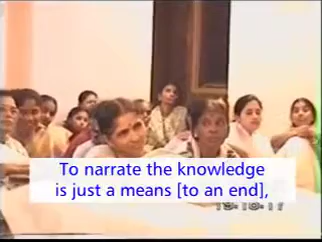 To narrate the knowledge
is just a means [to an end],